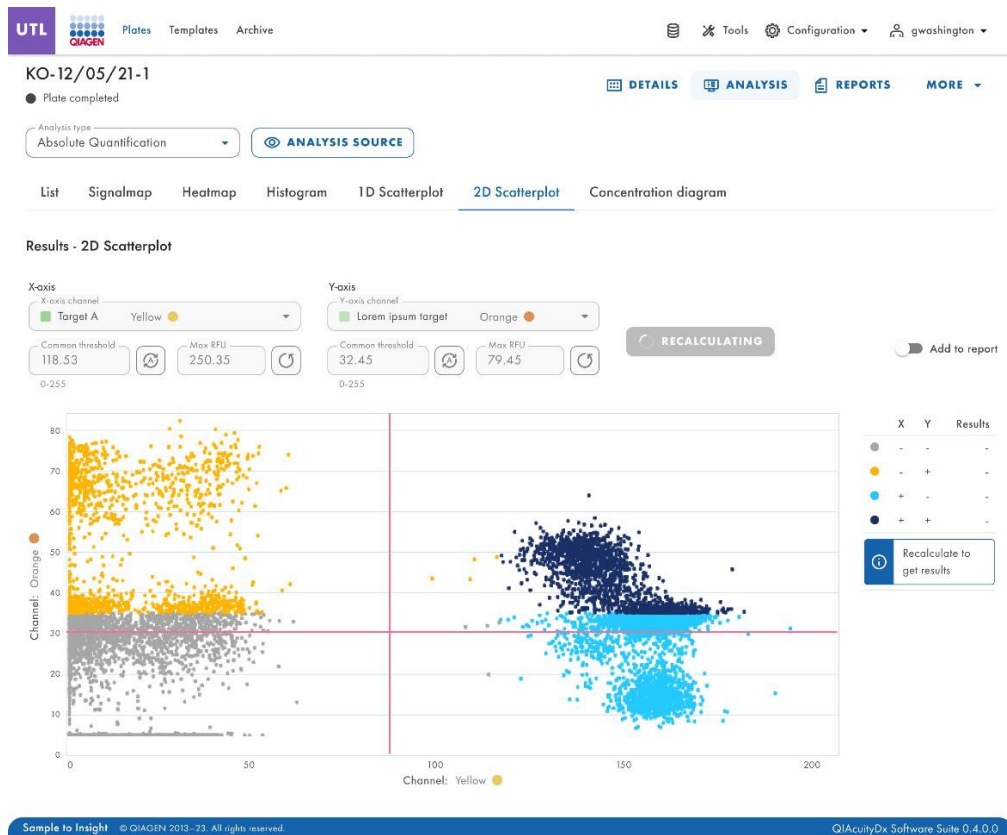 UTL QIAGEN Plates Templates Archive Tools Configuration gwashington
KO-12/05/21-1
Plate completed
DETAILS ANALYSIS REPORTS MORE
Analysis type
Absolute Quantification
ANALYSIS SOURCE
List Signalmap Heatmap Histogram 1D Scatterplot 2D Scatterplot Concentration diagram
Results - 2D Scatterplot
X-axis
X-axis channel
Target A Yellow
Common threshold
118.53
0-255
Max RFU
250.35
Y-axis
Y-axis channel
Lorem ipsum target Orange
Common threshold
32.45
0-255
Max RFU
79.45
RECALCULATING
Add to report
80
70
60
50
40
30
20
10
0
Channel: Orange
0 50 100 150 200
Channel: Yellow
X Y Results
- - -
- + -
+ - -
+ + -
Recalculate to
get results
Sample to Insight © QIAGEN 2013–23. All rights reserved. QIAcuityDx Software Suite 0.4.0.0